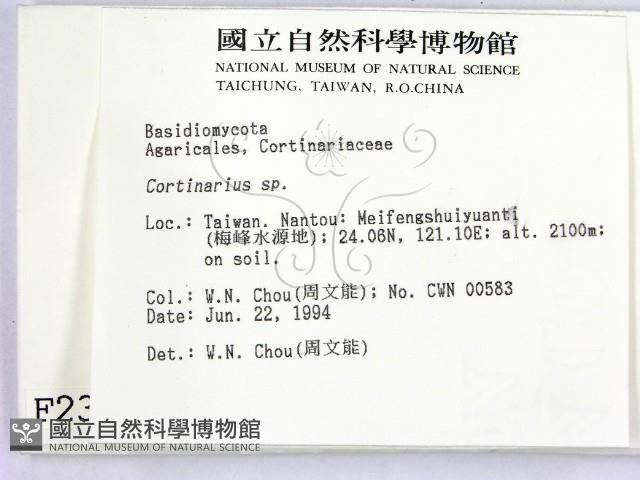 國立自然科學博物館
NATIONAL MUSEUM OF NATURAL SCIENCE
TAICHUNG, TAIWAN, R.O.CHINA
Basidiomycota
Agaricales, Cortinariaceae
Cortinarius sp.
Loc.: Taiwan. Nantou: Meifengshuiyuanti
(梅峰水源地); 24.06N, 121.10E; alt. 2100m;
on soil.
Col.: W.N. Chou(周文能); No. CWN 00583
Date: Jun. 22, 1994
Det.: W.N. Chou(周文能)
F23
國立自然科學博物館
NATIONAL MUSEUM OF NATURAL SCIENCE